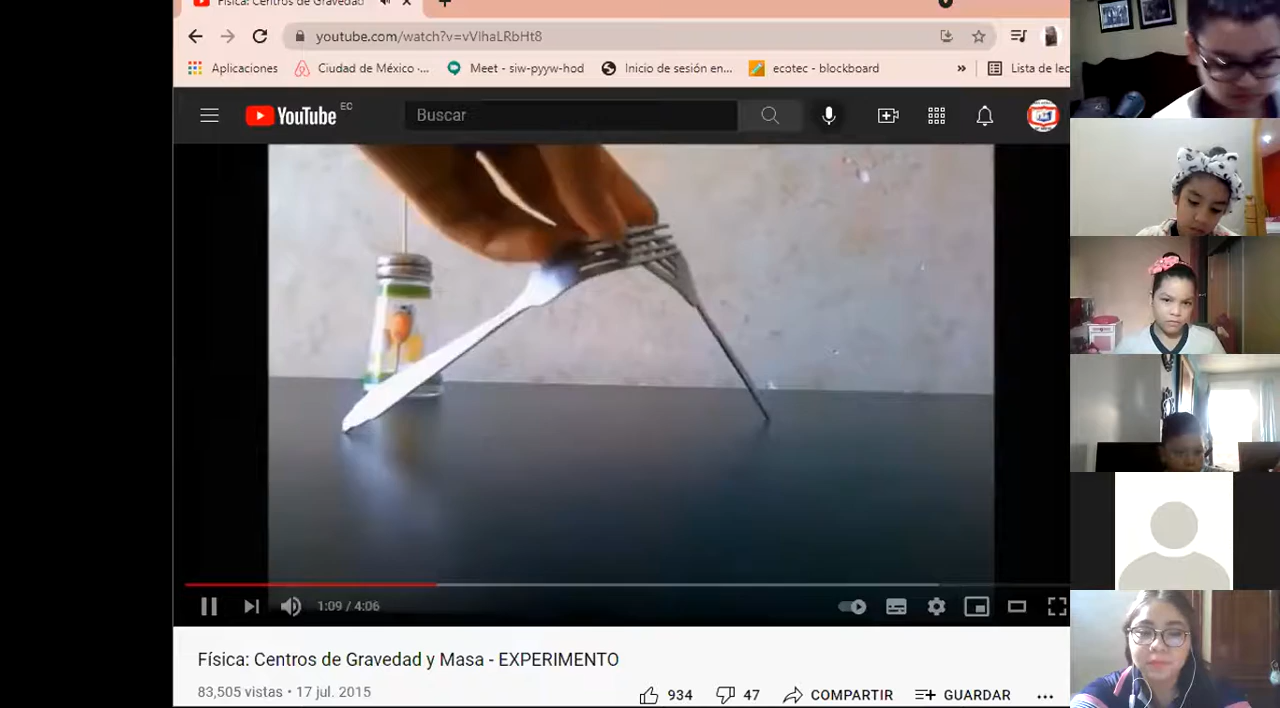 Física: Centros de Gravedad
youtube.com/watch?v=vVlhaLRbHt8
Aplicaciones Ciudad de México ·... Meet - siw-pyyw-hod Inicio de sesión en... ecotec - blockboard » Lista de lec
YouTube EC Buscar
1:09 / 4:06
Física: Centros de Gravedad y Masa - EXPERIMENTO
83,505 vistas • 17 jul. 2015 934 47 COMPARTIR GUARDAR ...